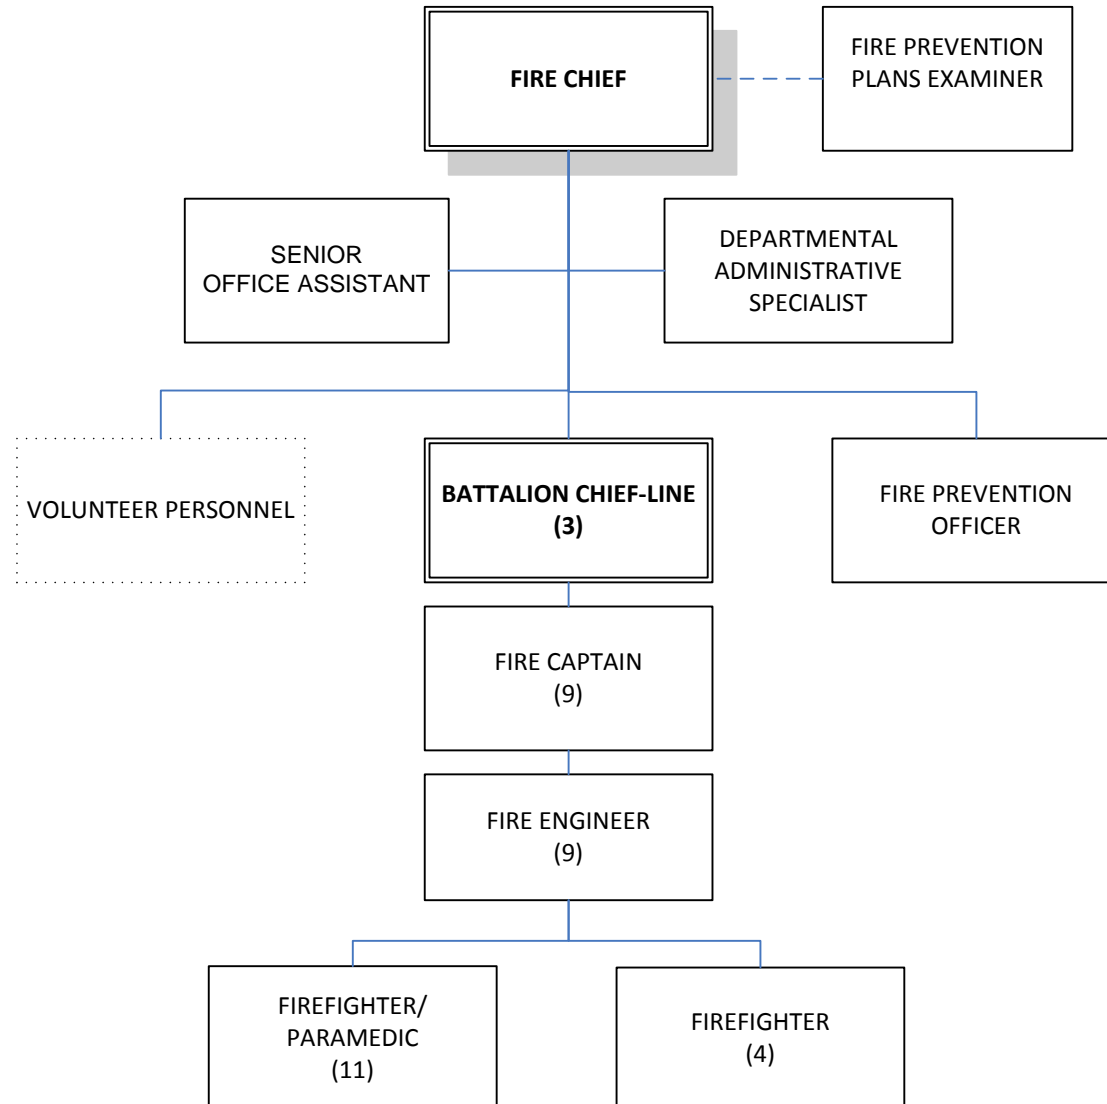 FIRE CHIEF
FIRE PREVENTION
PLANS EXAMINER
SENIOR
OFFICE ASSISTANT
DEPARTMENTAL
ADMINISTRATIVE
SPECIALIST
VOLUNTEER PERSONNEL
BATTALION CHIEF-LINE
(3)
FIRE PREVENTION
OFFICER
FIRE CAPTAIN
(9)
FIRE ENGINEER
(9)
FIREFIGHTER/
PARAMEDIC
(11)
FIREFIGHTER
(4)